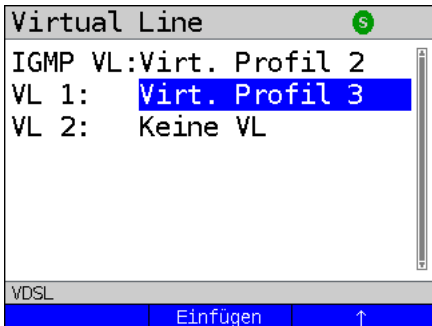 Virtual Line S
IGMP VL:Virt. Profil 2
VL 1: Virt. Profil 3
VL 2: Keine VL
VDSL
Einfügen ↑